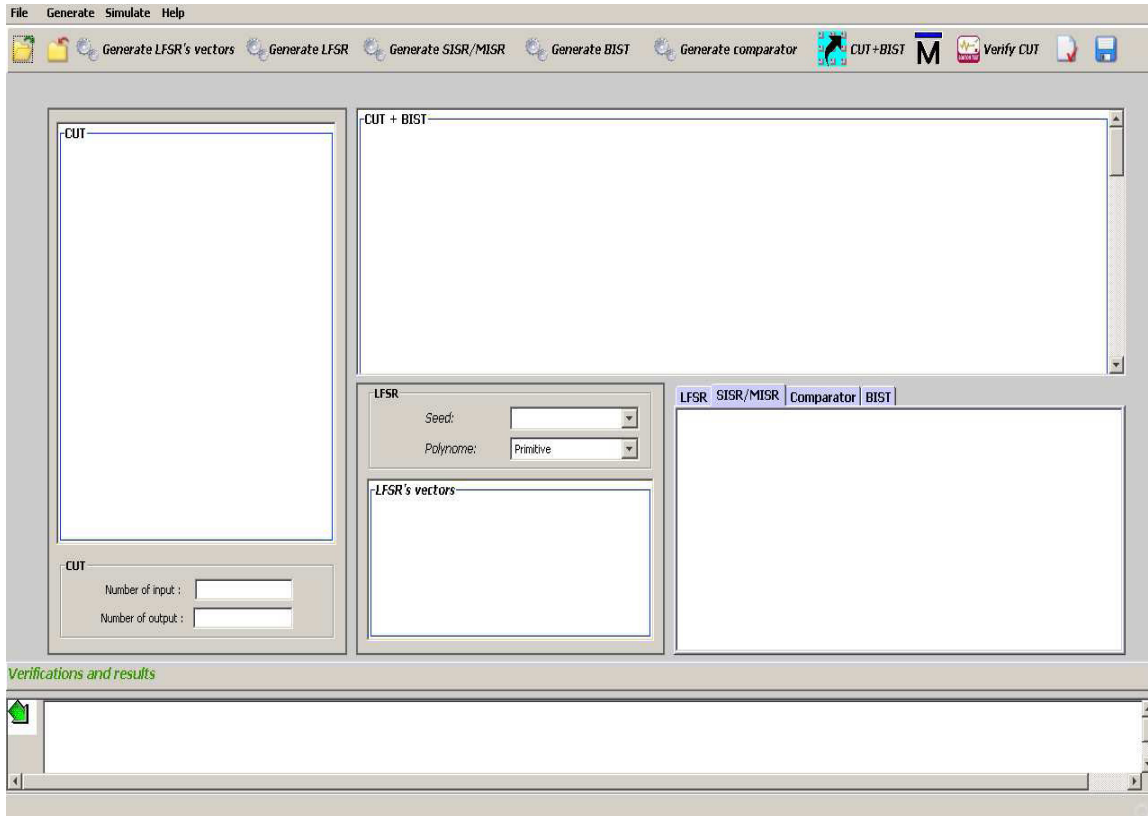 File Generate Simulate Help
Generate LFSR's vectors Generate LFSR Generate SISR/MISR Generate BIST Generate comparator CUT+BIST M Verify CUT
CUT
CUT + BIST
LFSR
Seed:
Polynome: Primitive
LFSR's vectors
LFSR SISR/MISR Comparator BIST
CUT
Number of input :
Number of output :
Verifications and results